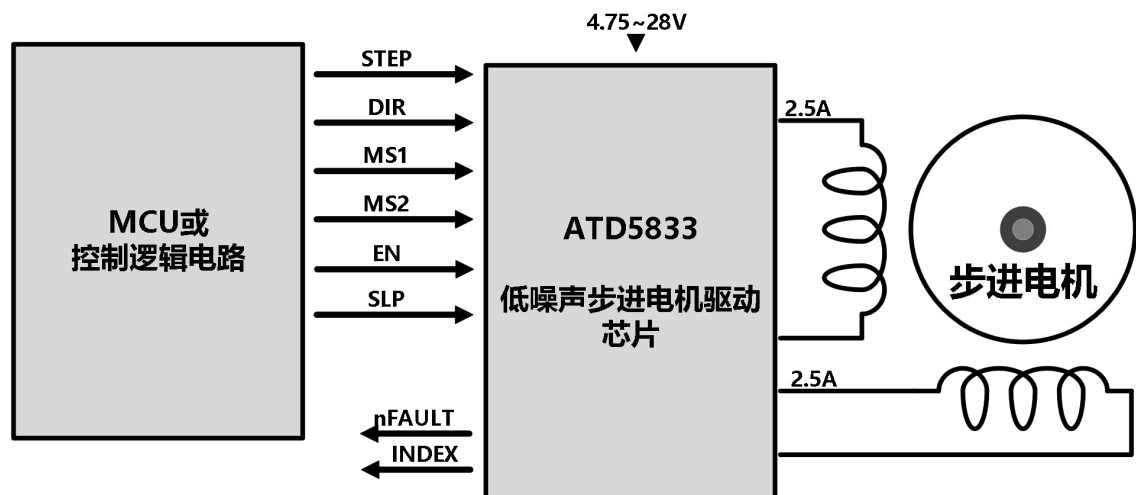 4.75~28V
STEP
DIR
MS1
MS2
EN
SLP
nFAULT
INDEX
MCU或
控制逻辑电路
ATD5833
低噪声步进电机驱动
芯片
2.5A
2.5A
步进电机